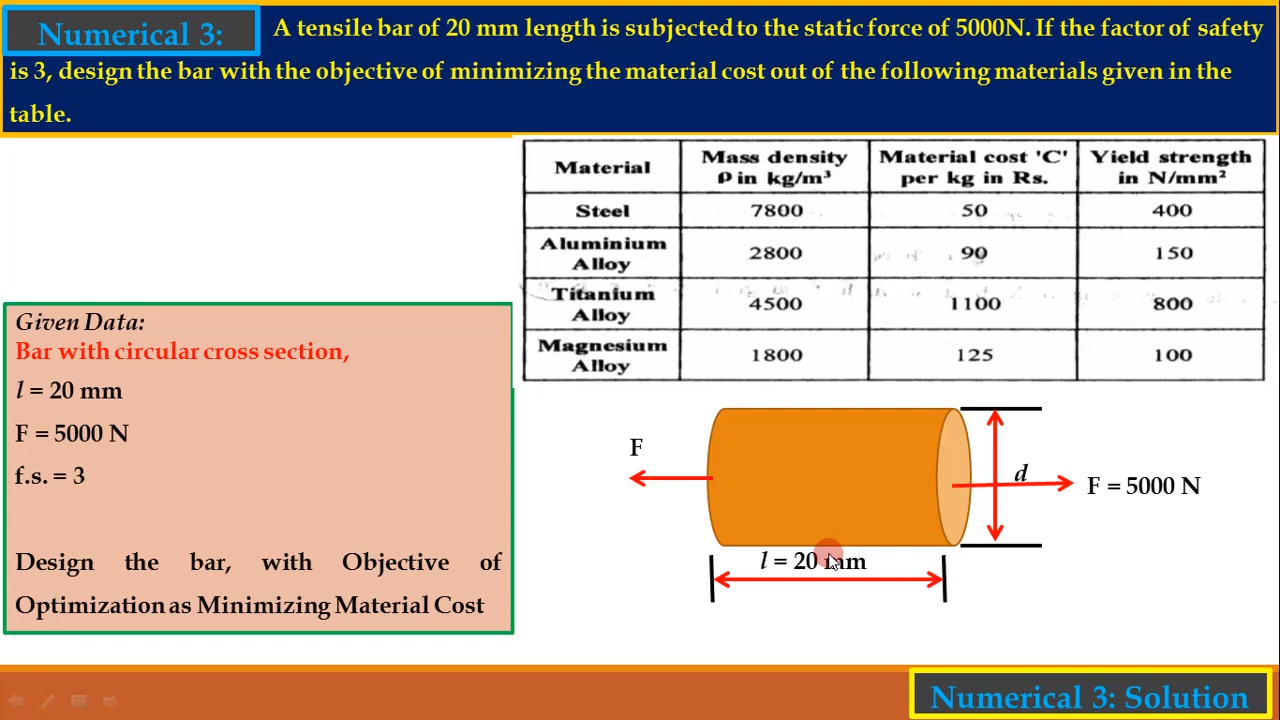 Numerical 3: A tensile bar of 20 mm length is subjected to the static force of 5000N. If the factor of safety
is 3, design the bar with the objective of minimizing the material cost out of the following materials given in the
table.
Material Mass density ρ in kg/m³ Material cost 'C' per kg in Rs. Yield strength in N/mm²
Steel 7800 50 400
Aluminium Alloy 2800 90 150
Titanium Alloy 4500 1100 800
Magnesium Alloy 1800 125 100
Given Data:
Bar with circular cross section,
l = 20 mm
F = 5000 N
f.s. = 3
Design the bar, with Objective of
Optimization as Minimizing Material Cost
F
d
F = 5000 N
l = 20 mm
Numerical 3: Solution